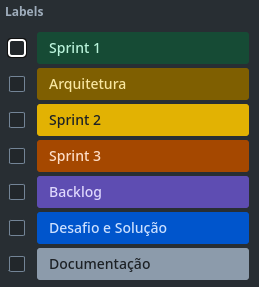 Labels
Sprint 1
Arquitetura
Sprint 2
Sprint 3
Backlog
Desafio e Solução
Documentação